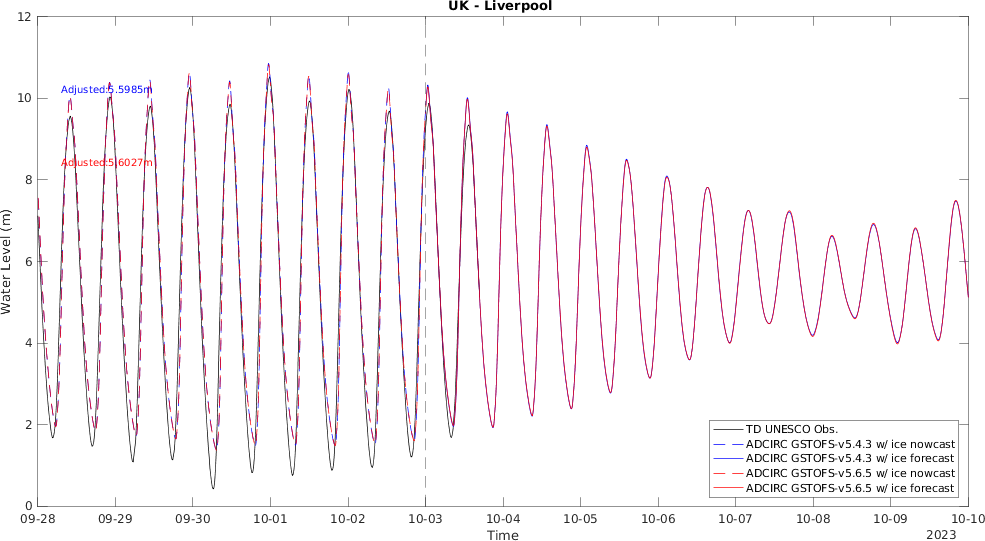 UK - Liverpool
12
10
8
6
4
2
0
Water Level (m)
Adjusted:5.5985m
Adjusted:5.6027m
TD UNESCO Obs.
ADCIRC GSTOFS-v5.4.3 w/ ice nowcast
ADCIRC GSTOFS-v5.4.3 w/ ice forecast
ADCIRC GSTOFS-v5.6.5 w/ ice nowcast
ADCIRC GSTOFS-v5.6.5 w/ ice forecast
09-28 09-29 09-30 10-01 10-02 10-03 10-04 10-05 10-06 10-07 10-08 10-09 10-10
Time
2023